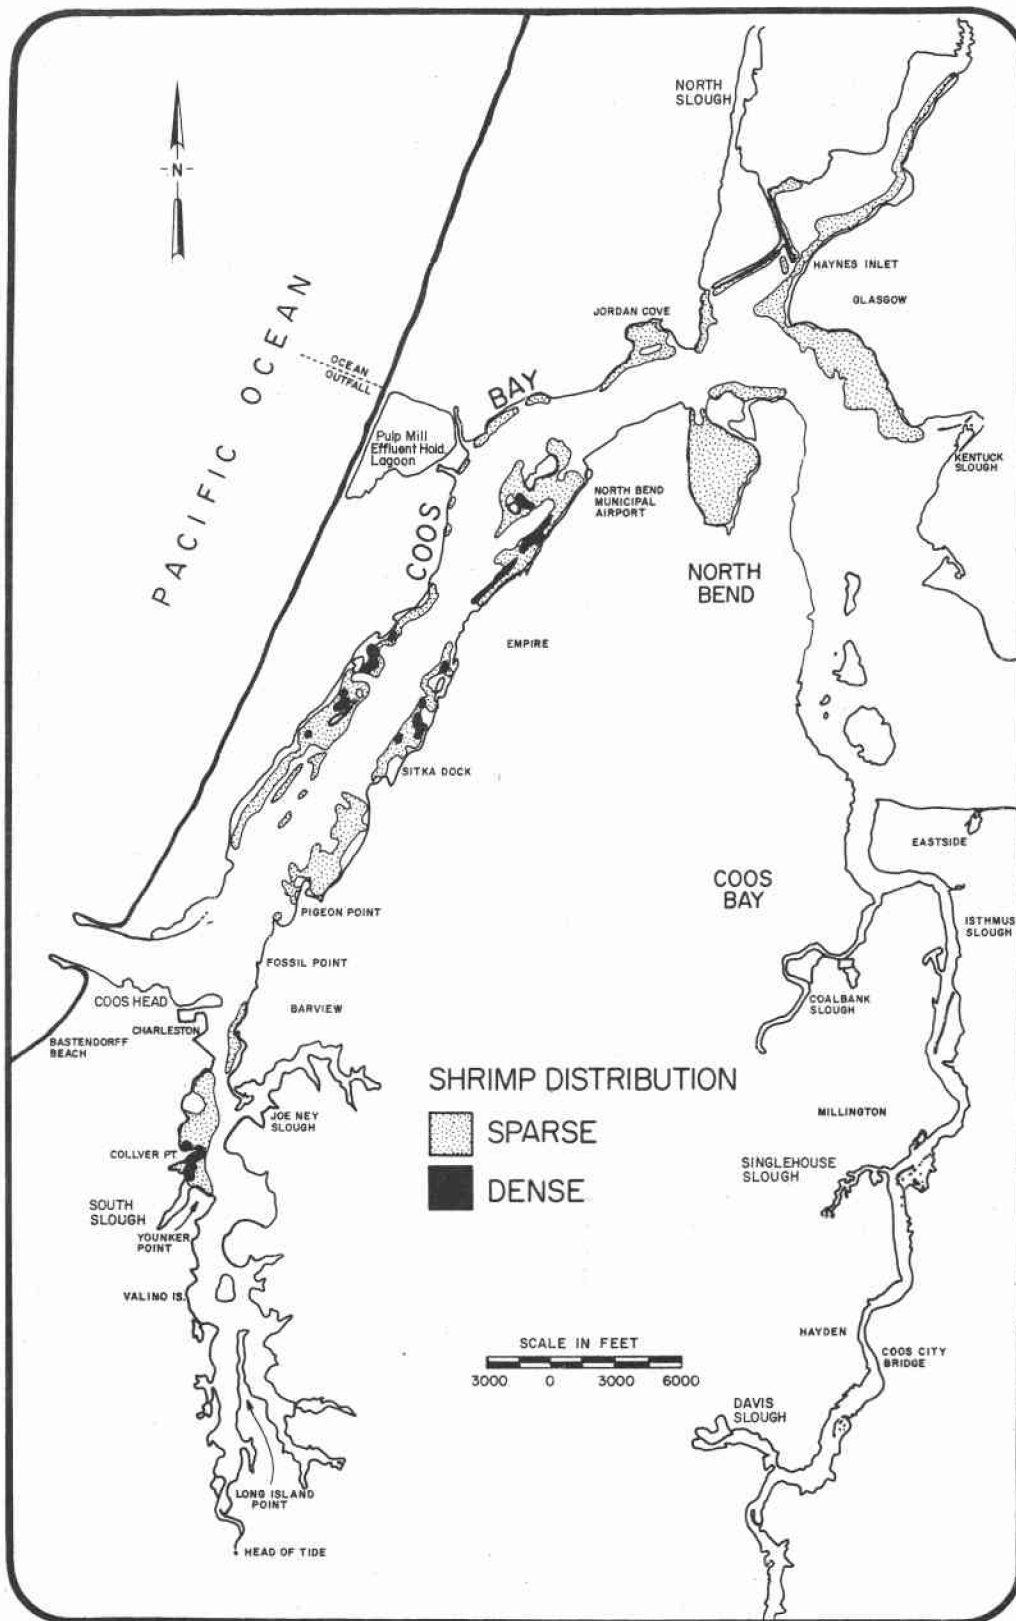 NORTH
SLOUGH
-N-
HAYNES INLET
GLASGOW
JORDAN COVE
OCEAN
OUTFALL
PACIFIC OCEAN
COOS BAY
Pulp Mill
Effluent Hold.
Lagoon
KENTUCK
SLOUGH
NORTH BEND
MUNICIPAL
AIRPORT
NORTH
BEND
EMPIRE
SITKA DOCK
EASTSIDE
COOS
BAY
PIGEON POINT
ISTHMUS
SLOUGH
FOSSIL POINT
COOS HEAD
BARVIEW
COALBANK
SLOUGH
CHARLESTON
BASTENDORFF
BEACH
SHRIMP DISTRIBUTION
SPARSE
DENSE
JOE NEY
SLOUGH
MILLINGTON
COLLVER PT.
SINGLEHOUSE
SLOUGH
SOUTH
SLOUGH
YOUNKER
POINT
VALINO IS.
HAYDEN
COOS CITY
BRIDGE
SCALE IN FEET
3000 0 3000 6000
DAVIS
SLOUGH
LONG ISLAND
POINT
HEAD OF TIDE